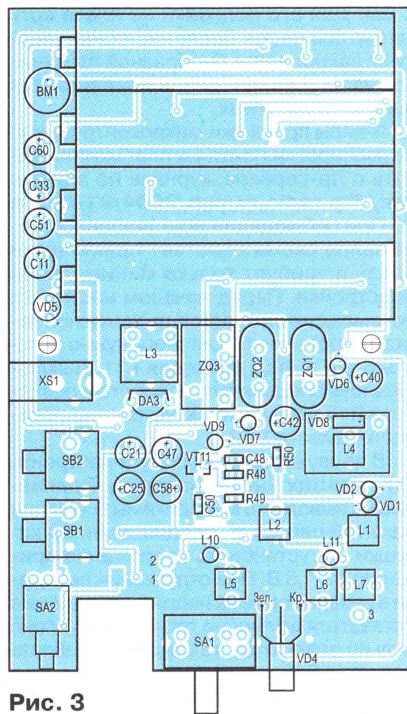 BM1
C60
C33
C51
C11
VD5
XS1
L3
DA3
ZQ3
ZQ2
ZQ1
VD6
C40
VD9
VD7
C42
VD8
L4
SB2
C21
C47
VT11
C48
R48
R50
C25
C58
C50
R49
VD2
VD1
SB1
L2
L1
L10
L11
2
1
L5
Зел.
Кр.
L6
L7
SA2
SA1
VD4
3
Рис. 3